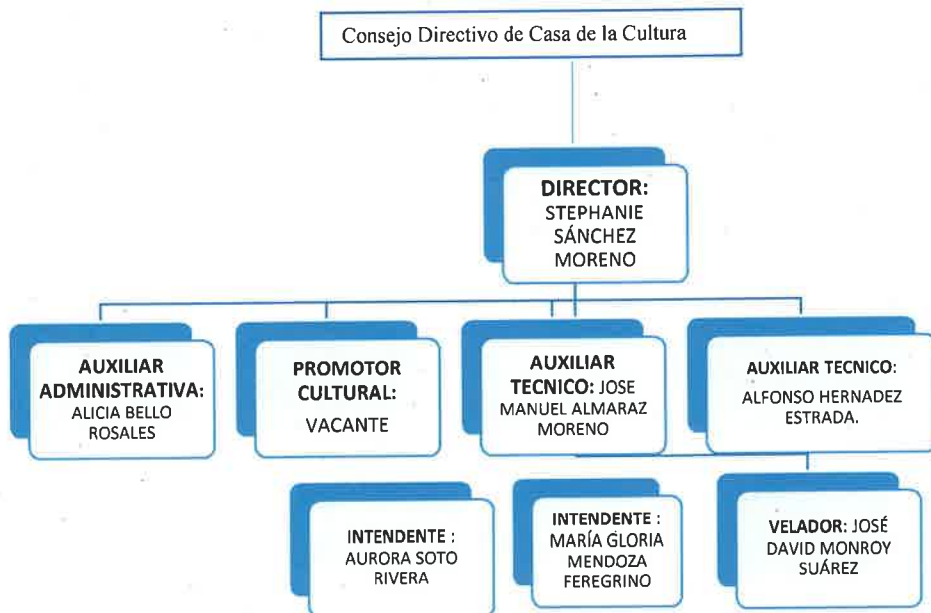 Consejo Directivo de Casa de la Cultura
DIRECTOR:
STEPHANIE
SÁNCHEZ
MORENO
AUXILIAR
ADMINISTRATIVA:
ALICIA BELLO
ROSALES
PROMOTOR
CULTURAL:
VACANTE
AUXILIAR
TECNICO: JOSE
MANUEL ALMARAZ
MORENO
AUXILIAR TECNICO:
ALFONSO HERNADEZ
ESTRADA.
INTENDENTE :
AURORA SOTO
RIVERA
INTENDENTE :
MARÍA GLORIA
MENDOZA
FEREGRINO
VELADOR: JOSÉ
DAVID MONROY
SUÁREZ